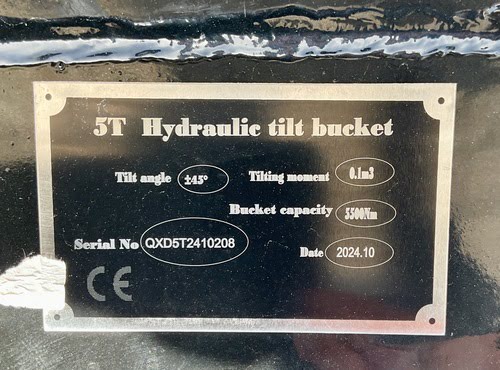 5T Hydraulic tilt bucket
Tilt angle ±45° Tilting moment 0.1m3
Bucket capacity 5500Nm
Serial No QXD5T2410208
Date 2024.10
CE